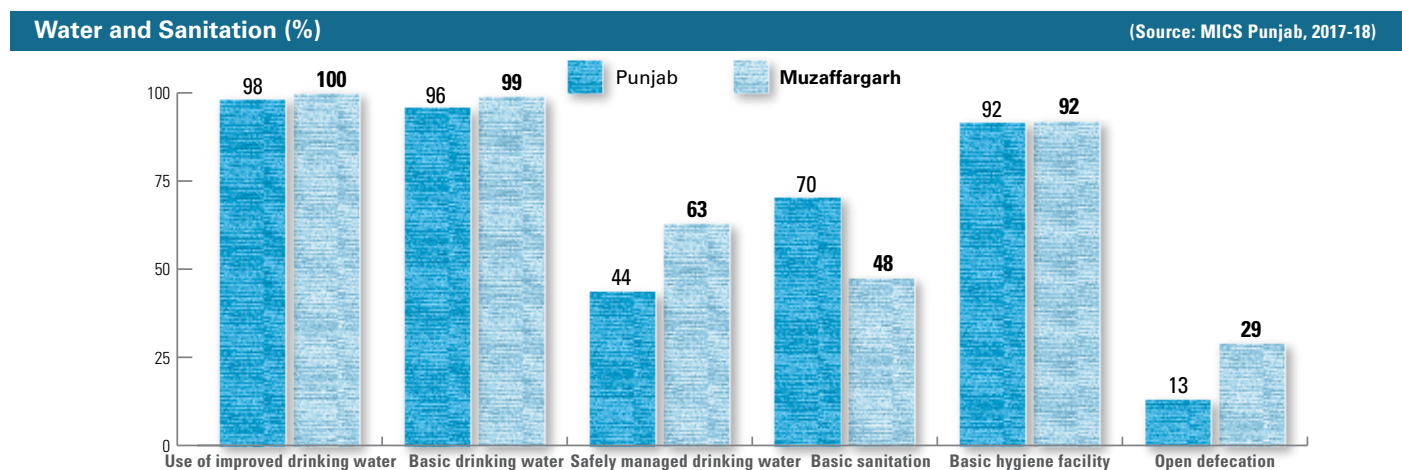 Water and Sanitation (%)
(Source: MICS Punjab, 2017-18)
Punjab
Muzaffargarh
100
75
50
25
0
98
100
96
99
44
63
70
48
92
92
13
29
Use of improved drinking water
Basic drinking water
Safely managed drinking water
Basic sanitation
Basic hygiene facility
Open defecation